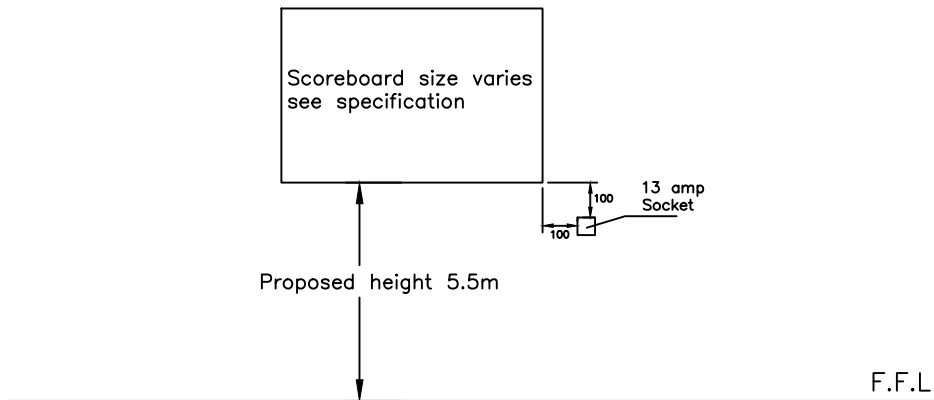 Scoreboard size varies
see specification
100
13 amp
Socket
100
Proposed height 5.5m
F.F.L